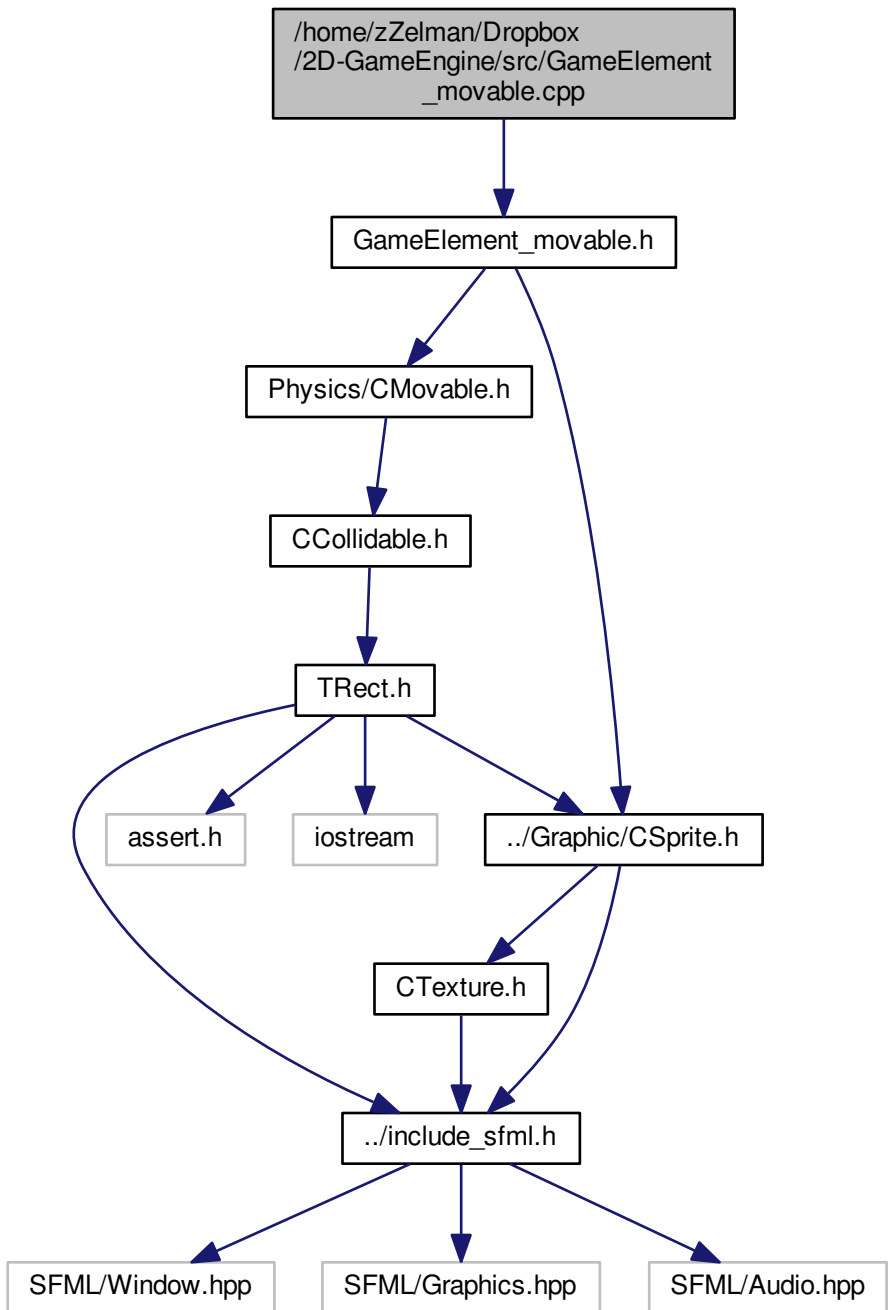 /home/zZelman/Dropbox
/2D-GameEngine/src/GameElement
_movable.cpp
GameElement_movable.h
Physics/CMovable.h
CCollidable.h
TRect.h
assert.h
iostream
../Graphic/CSprite.h
CTexture.h
../include_sfml.h
SFML/Window.hpp
SFML/Graphics.hpp
SFML/Audio.hpp